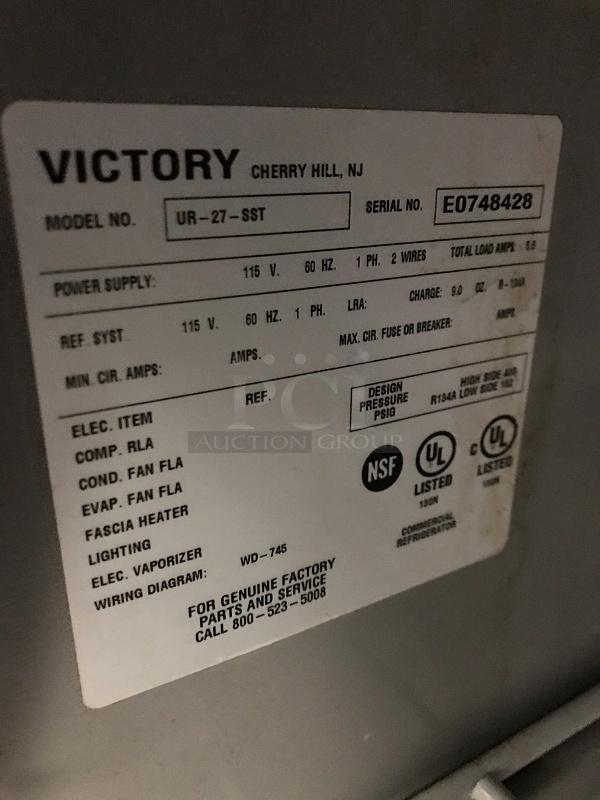 VICTORY CHERRY HILL, NJ
MODEL NO. UR-27-SST SERIAL NO. E0748428
POWER SUPPLY: 115 V. 60 HZ. 1 PH. 2 WIRES TOTAL LOAD AMPS
REF. SYST. 115 V. 60 HZ. 1 PH. LRA: CHARGE: 9.0 OZ. R-134A
MIN. CIR. AMPS: AMPS. MAX. CIR. FUSE OR BREAKER: AMPS.
ELEC. ITEM REF.
DESIGN PRESSURE PSIG
HIGH SIDE
R134A LOW SIDE
COMP. RLA
COND. FAN FLA
EVAP. FAN FLA
FASCIA HEATER
LIGHTING
ELEC. VAPORIZER
WIRING DIAGRAM: WD-745
NSF
UL
LISTED
C UL
LISTED
COMMERCIAL
REFRIGERATOR
FOR GENUINE FACTORY
PARTS AND SERVICE
CALL 800-523-5008
PCI
AUCTION GROUP